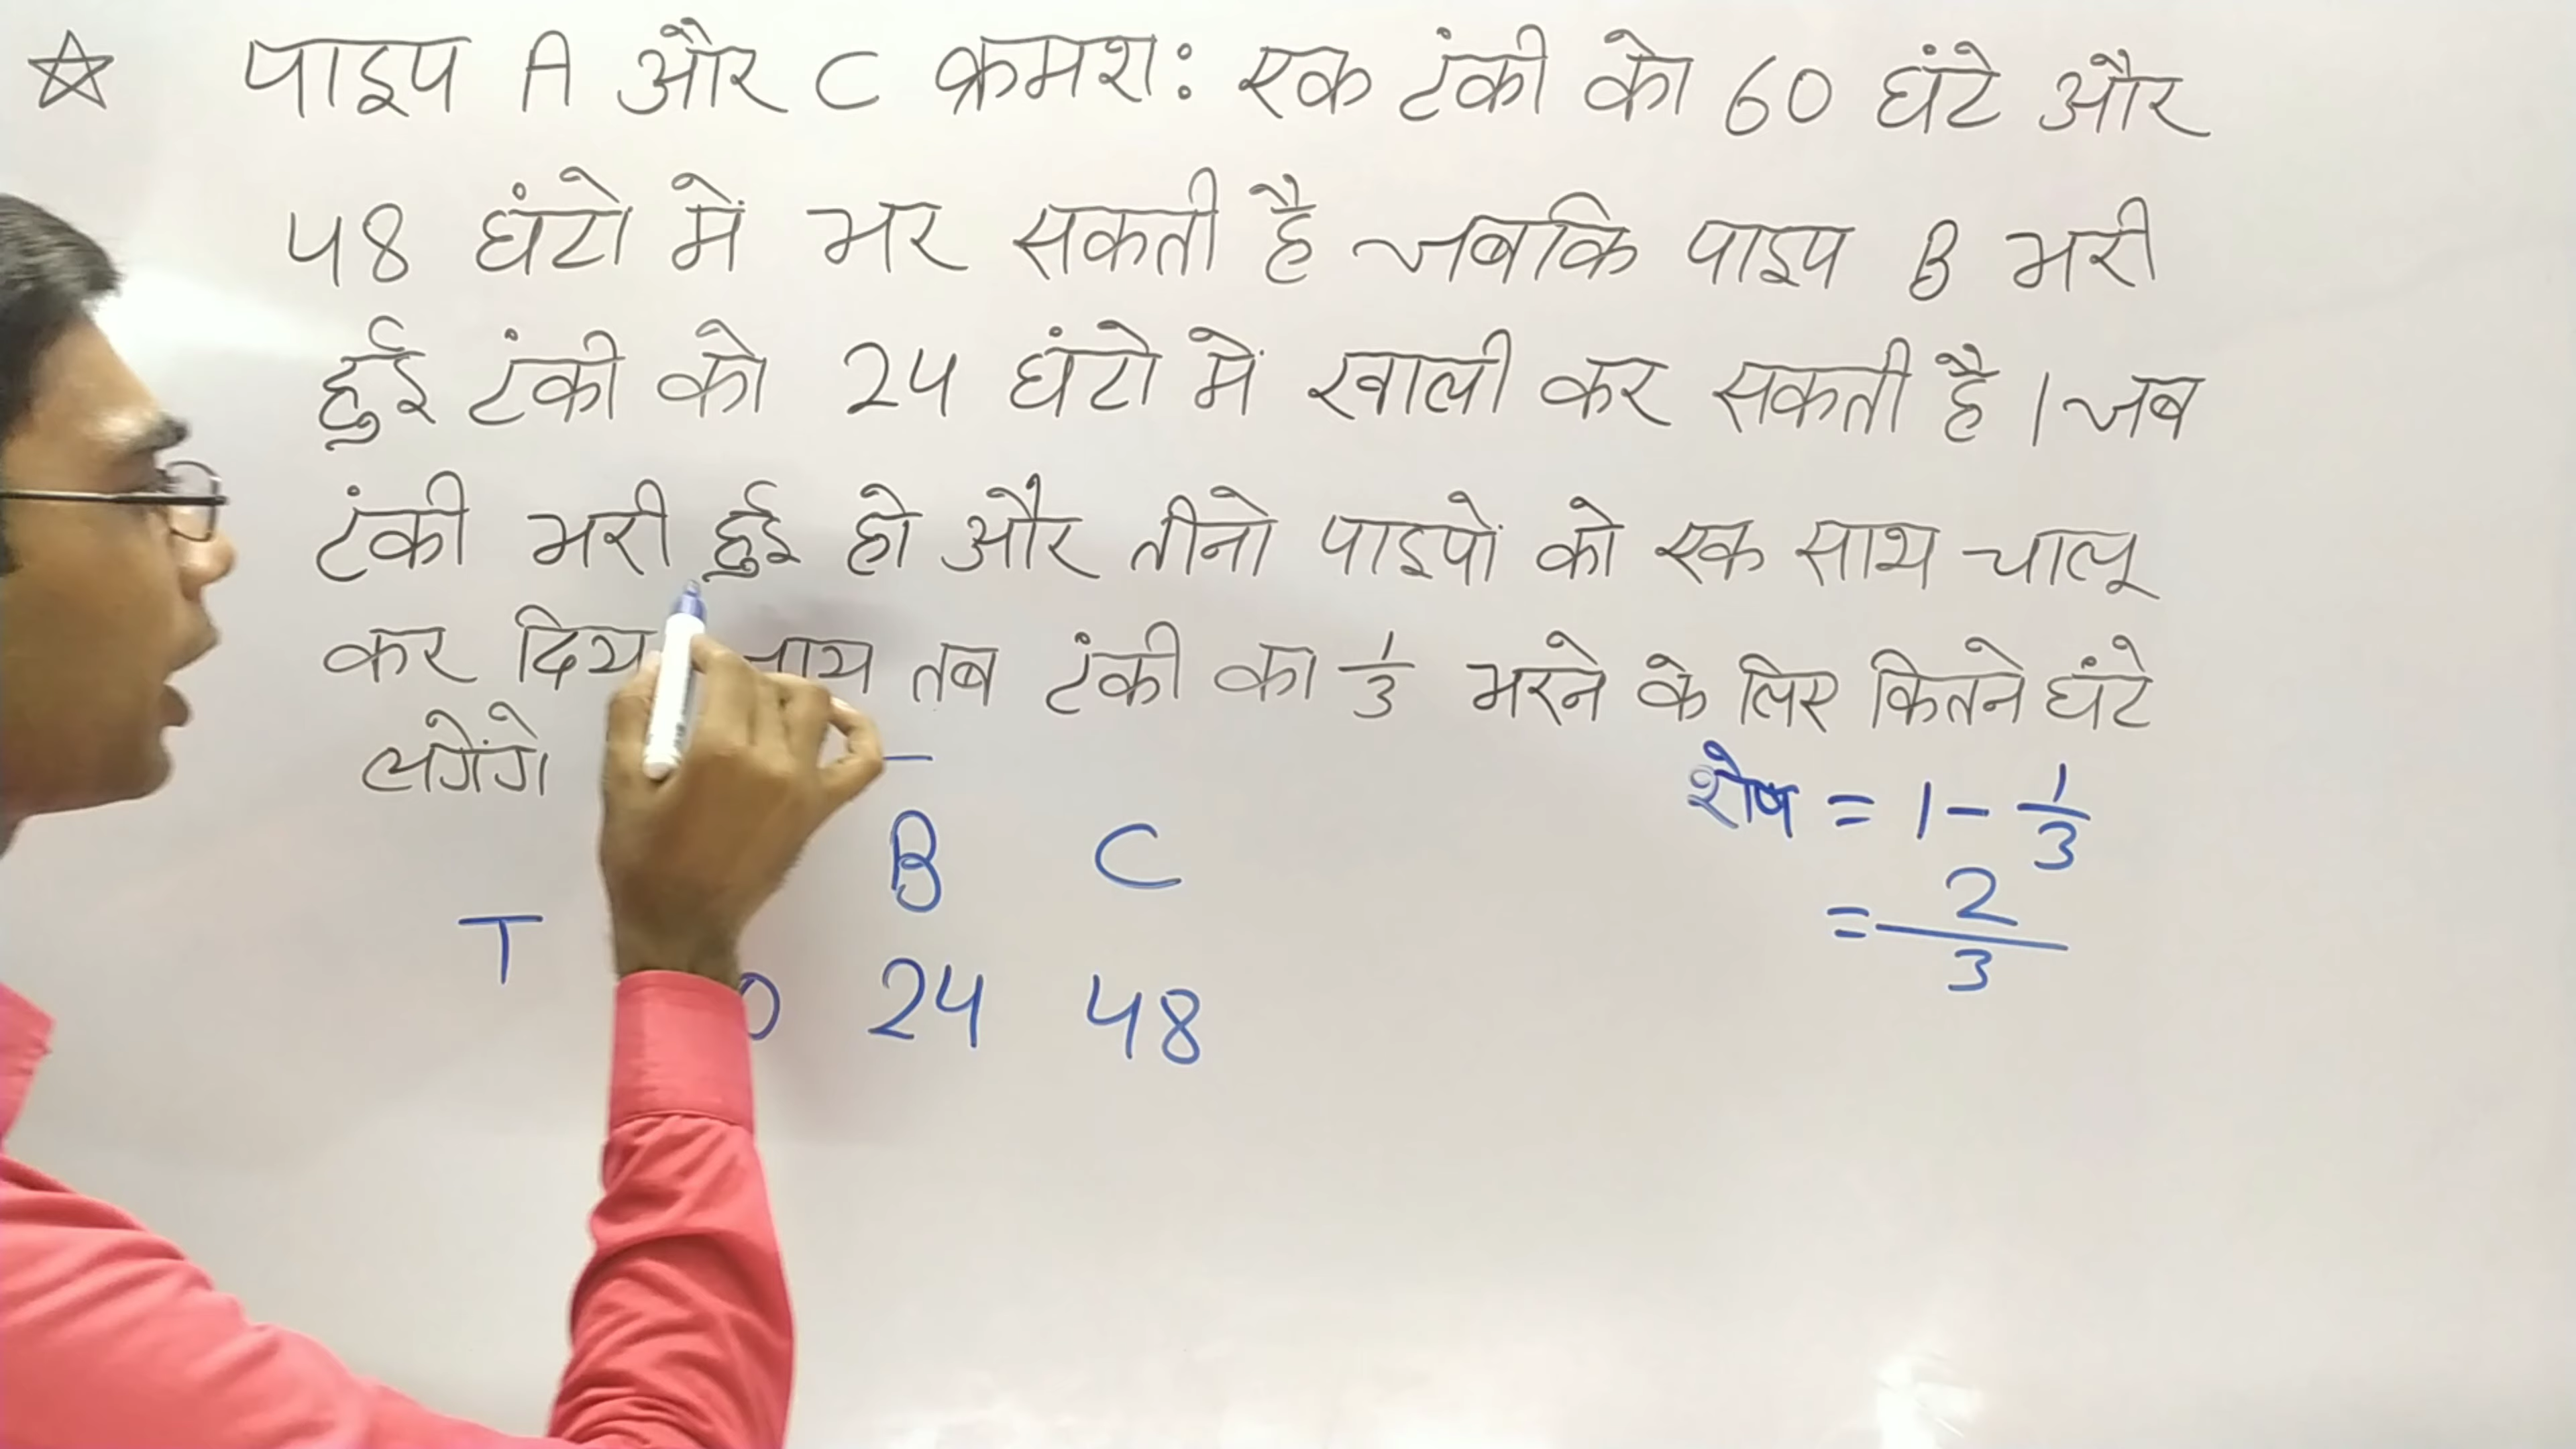 ☆ पाइप A और C क्रमश: एक टंकी को 60 घंटे और
48 घंटो में भर सकती है जबकि पाइप B भरी
हुई टंकी को 24 घंटो में खाली कर सकती है । जब
टंकी भरी हुई हो और तीनो पाइपों को एक साथ चालू
कर तब टंकी का 1/3 भरने के लिए कितने घंटे
लगेंगे
शेष = 1 - 1/3
= 2/3
–
B C
T
0 24 48